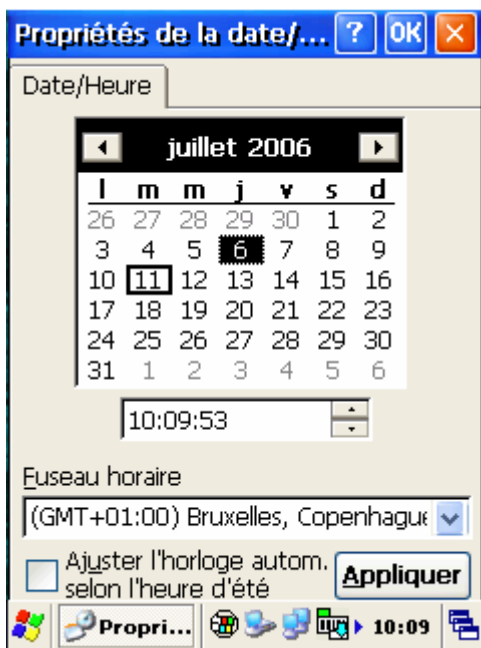 Propriétés de la date/... ? OK ×
Date/Heure
juillet 2006
l m m j v s d
26 27 28 29 30 1 2
3 4 5 6 7 8 9
10 11 12 13 14 15 16
17 18 19 20 21 22 23
24 25 26 27 28 29 30
31 1 2 3 4 5 6
10:09:53
Fuseau horaire
(GMT+01:00) Bruxelles, Copenhague
Ajuster l'horloge autom.
selon l'heure d'été
Appliquer
Propri... 10:09